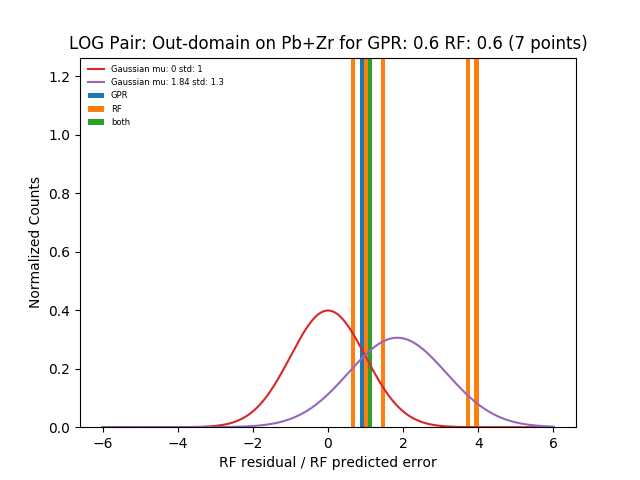 LOG Pair: Out-domain on Pb+Zr for GPR: 0.6 RF: 0.6 (7 points)
Gaussian mu: 0 std: 1
Gaussian mu: 1.84 std: 1.3
GPR
RF
both
Normalized Counts
1.2
1.0
0.8
0.6
0.4
0.2
0.0
−6 −4 −2 0 2 4 6
RF residual / RF predicted error